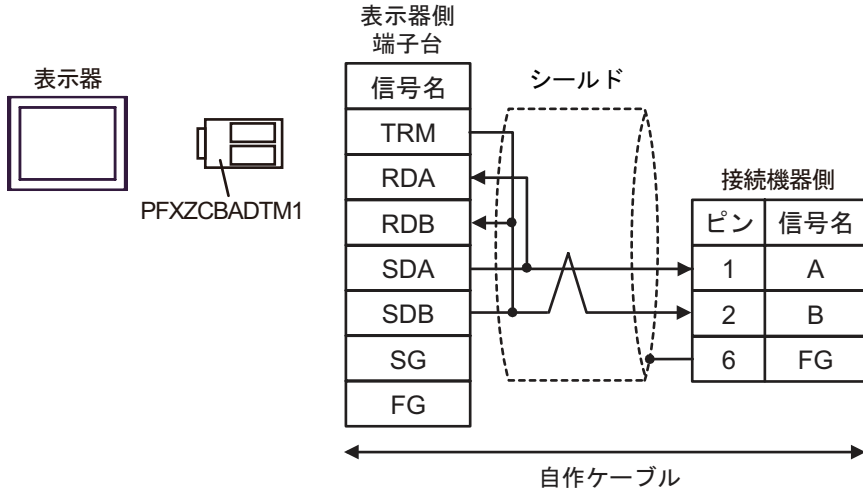 表示器
PFXZCBADTM1
表示器側
端子台
信号名
TRM
RDA
RDB
SDA
SDB
SG
FG
シールド
接続機器側
ピン 信号名
1 A
2 B
6 FG
自作ケーブル